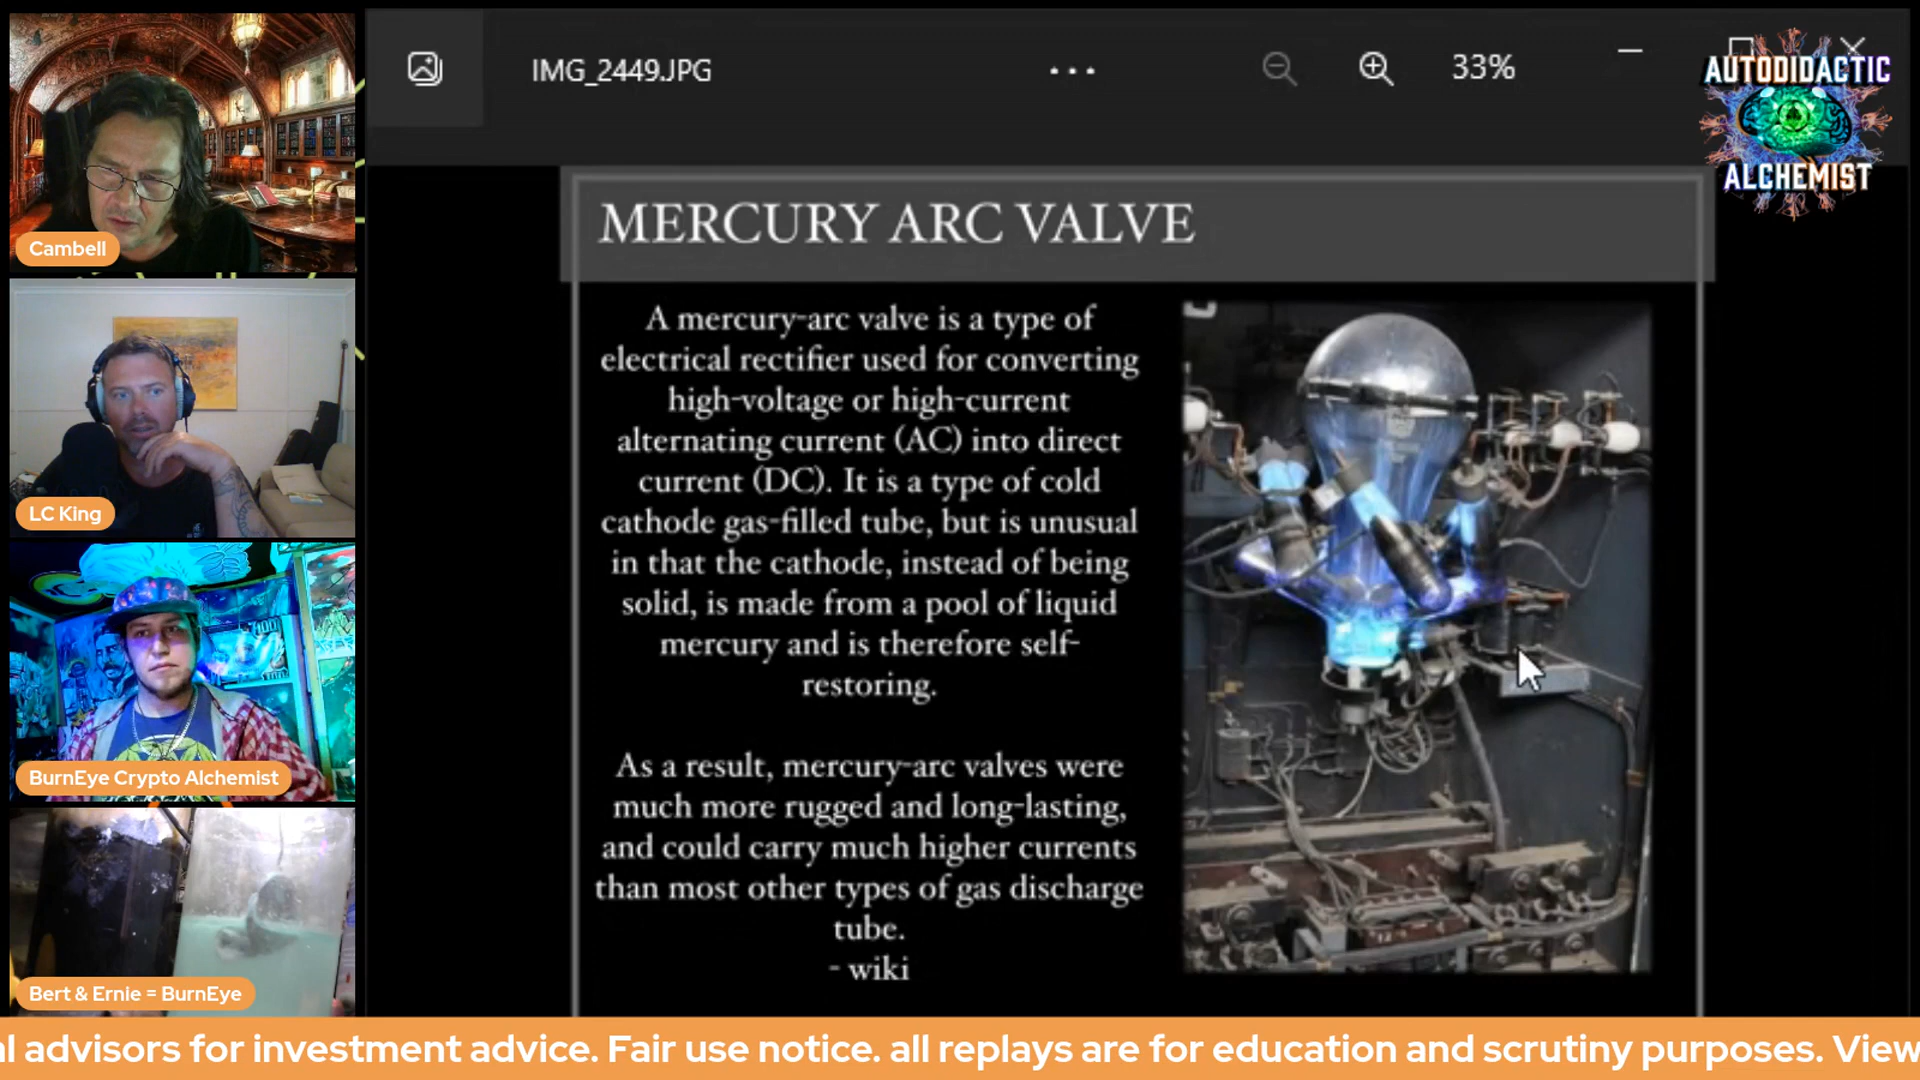 IMG_2449.JPG
33%
AUTODIDACTIC
ALCHEMIST
MERCURY ARC VALVE
A mercury-arc valve is a type of
electrical rectifier used for converting
high-voltage or high-current
alternating current (AC) into direct
current (DC). It is a type of cold
cathode gas-filled tube, but is unusual
in that the cathode, instead of being
solid, is made from a pool of liquid
mercury and is therefore self-
restoring.
As a result, mercury-arc valves were
much more rugged and long-lasting,
and could carry much higher currents
than most other types of gas discharge
tube.
- wiki
Cambell
LC King
BurnEye Crypto Alchemist
Bert & Ernie = BurnEye
l advisors for investment advice. Fair use notice. all replays are for education and scrutiny purposes. View